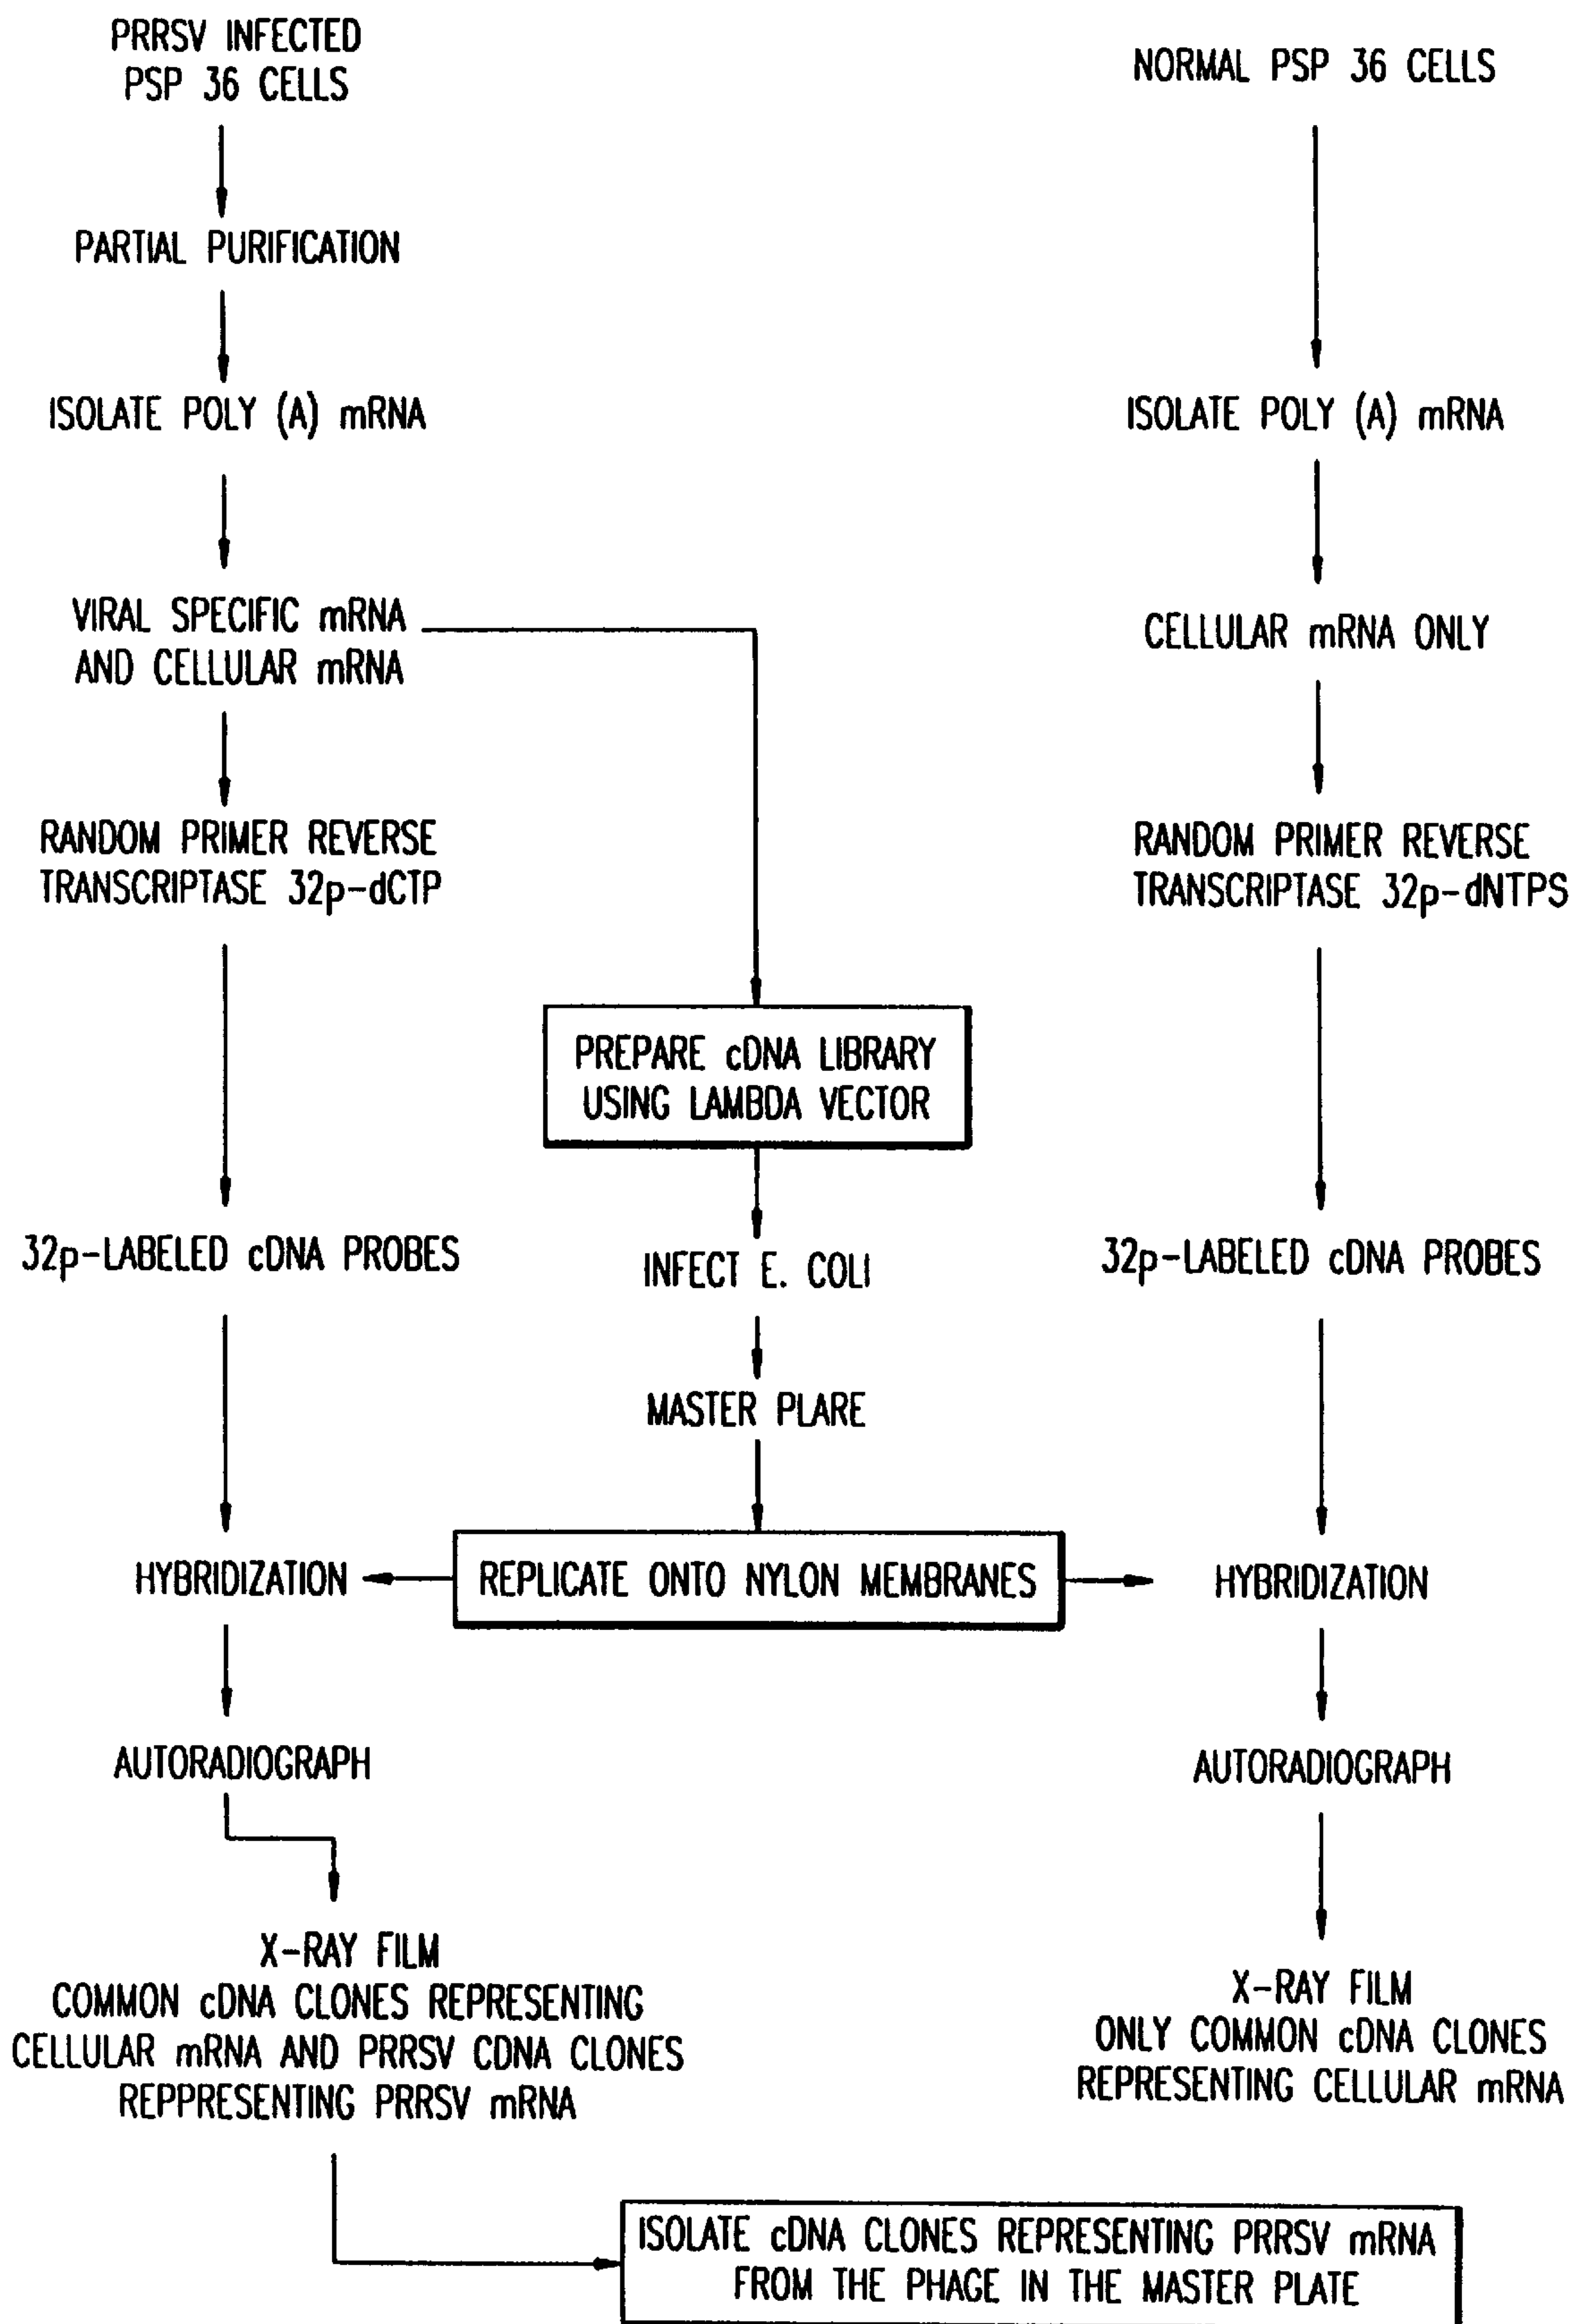 PRRSV INFECTED
PSP 36 CELLS
PARTIAL PURIFICATION
ISOLATE POLY (A) mRNA
VIRAL SPECIFIC mRNA
AND CELLULAR mRNA
RANDOM PRIMER REVERSE
TRANSCRIPTASE 32p-dCTP
32p-LABELED cDNA PROBES
HYBRIDIZATION
AUTORADIOGRAPH
X-RAY FILM
COMMON cDNA CLONES REPRESENTING
CELLULAR mRNA AND PRRSV CDNA CLONES
REPPRESENTING PRRSV mRNA
PREPARE cDNA LIBRARY
USING LAMBDA VECTOR
INFECT E. COLI
MASTER PLARE
REPLICATE ONTO NYLON MEMBRANES
NORMAL PSP 36 CELLS
ISOLATE POLY (A) mRNA
CELLULAR mRNA ONLY
RANDOM PRIMER REVERSE
TRANSCRIPTASE 32p-dNTPS
32p-LABELED cDNA PROBES
HYBRIDIZATION
AUTORADIOGRAPH
X-RAY FILM
ONLY COMMON cDNA CLONES
REPRESENTING CELLULAR mRNA
ISOLATE cDNA CLONES REPRESENTING PRRSV mRNA
FROM THE PHAGE IN THE MASTER PLATE